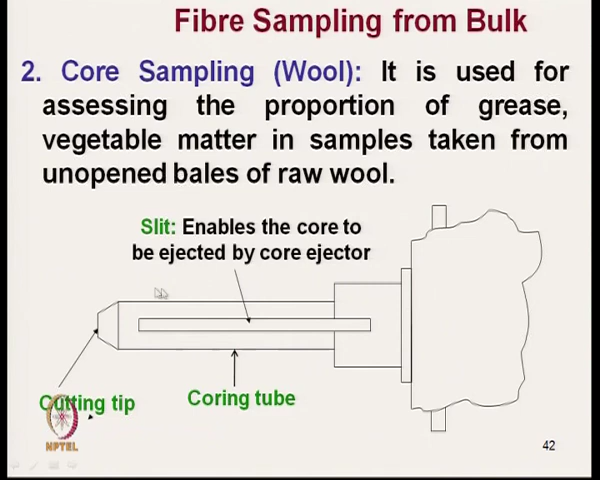 Fibre Sampling from Bulk
2. Core Sampling (Wool): It is used for
assessing the proportion of grease,
vegetable matter in samples taken from
unopened bales of raw wool.
Slit: Enables the core to
be ejected by core ejector
Cutting tip
Coring tube
NPTEL
42